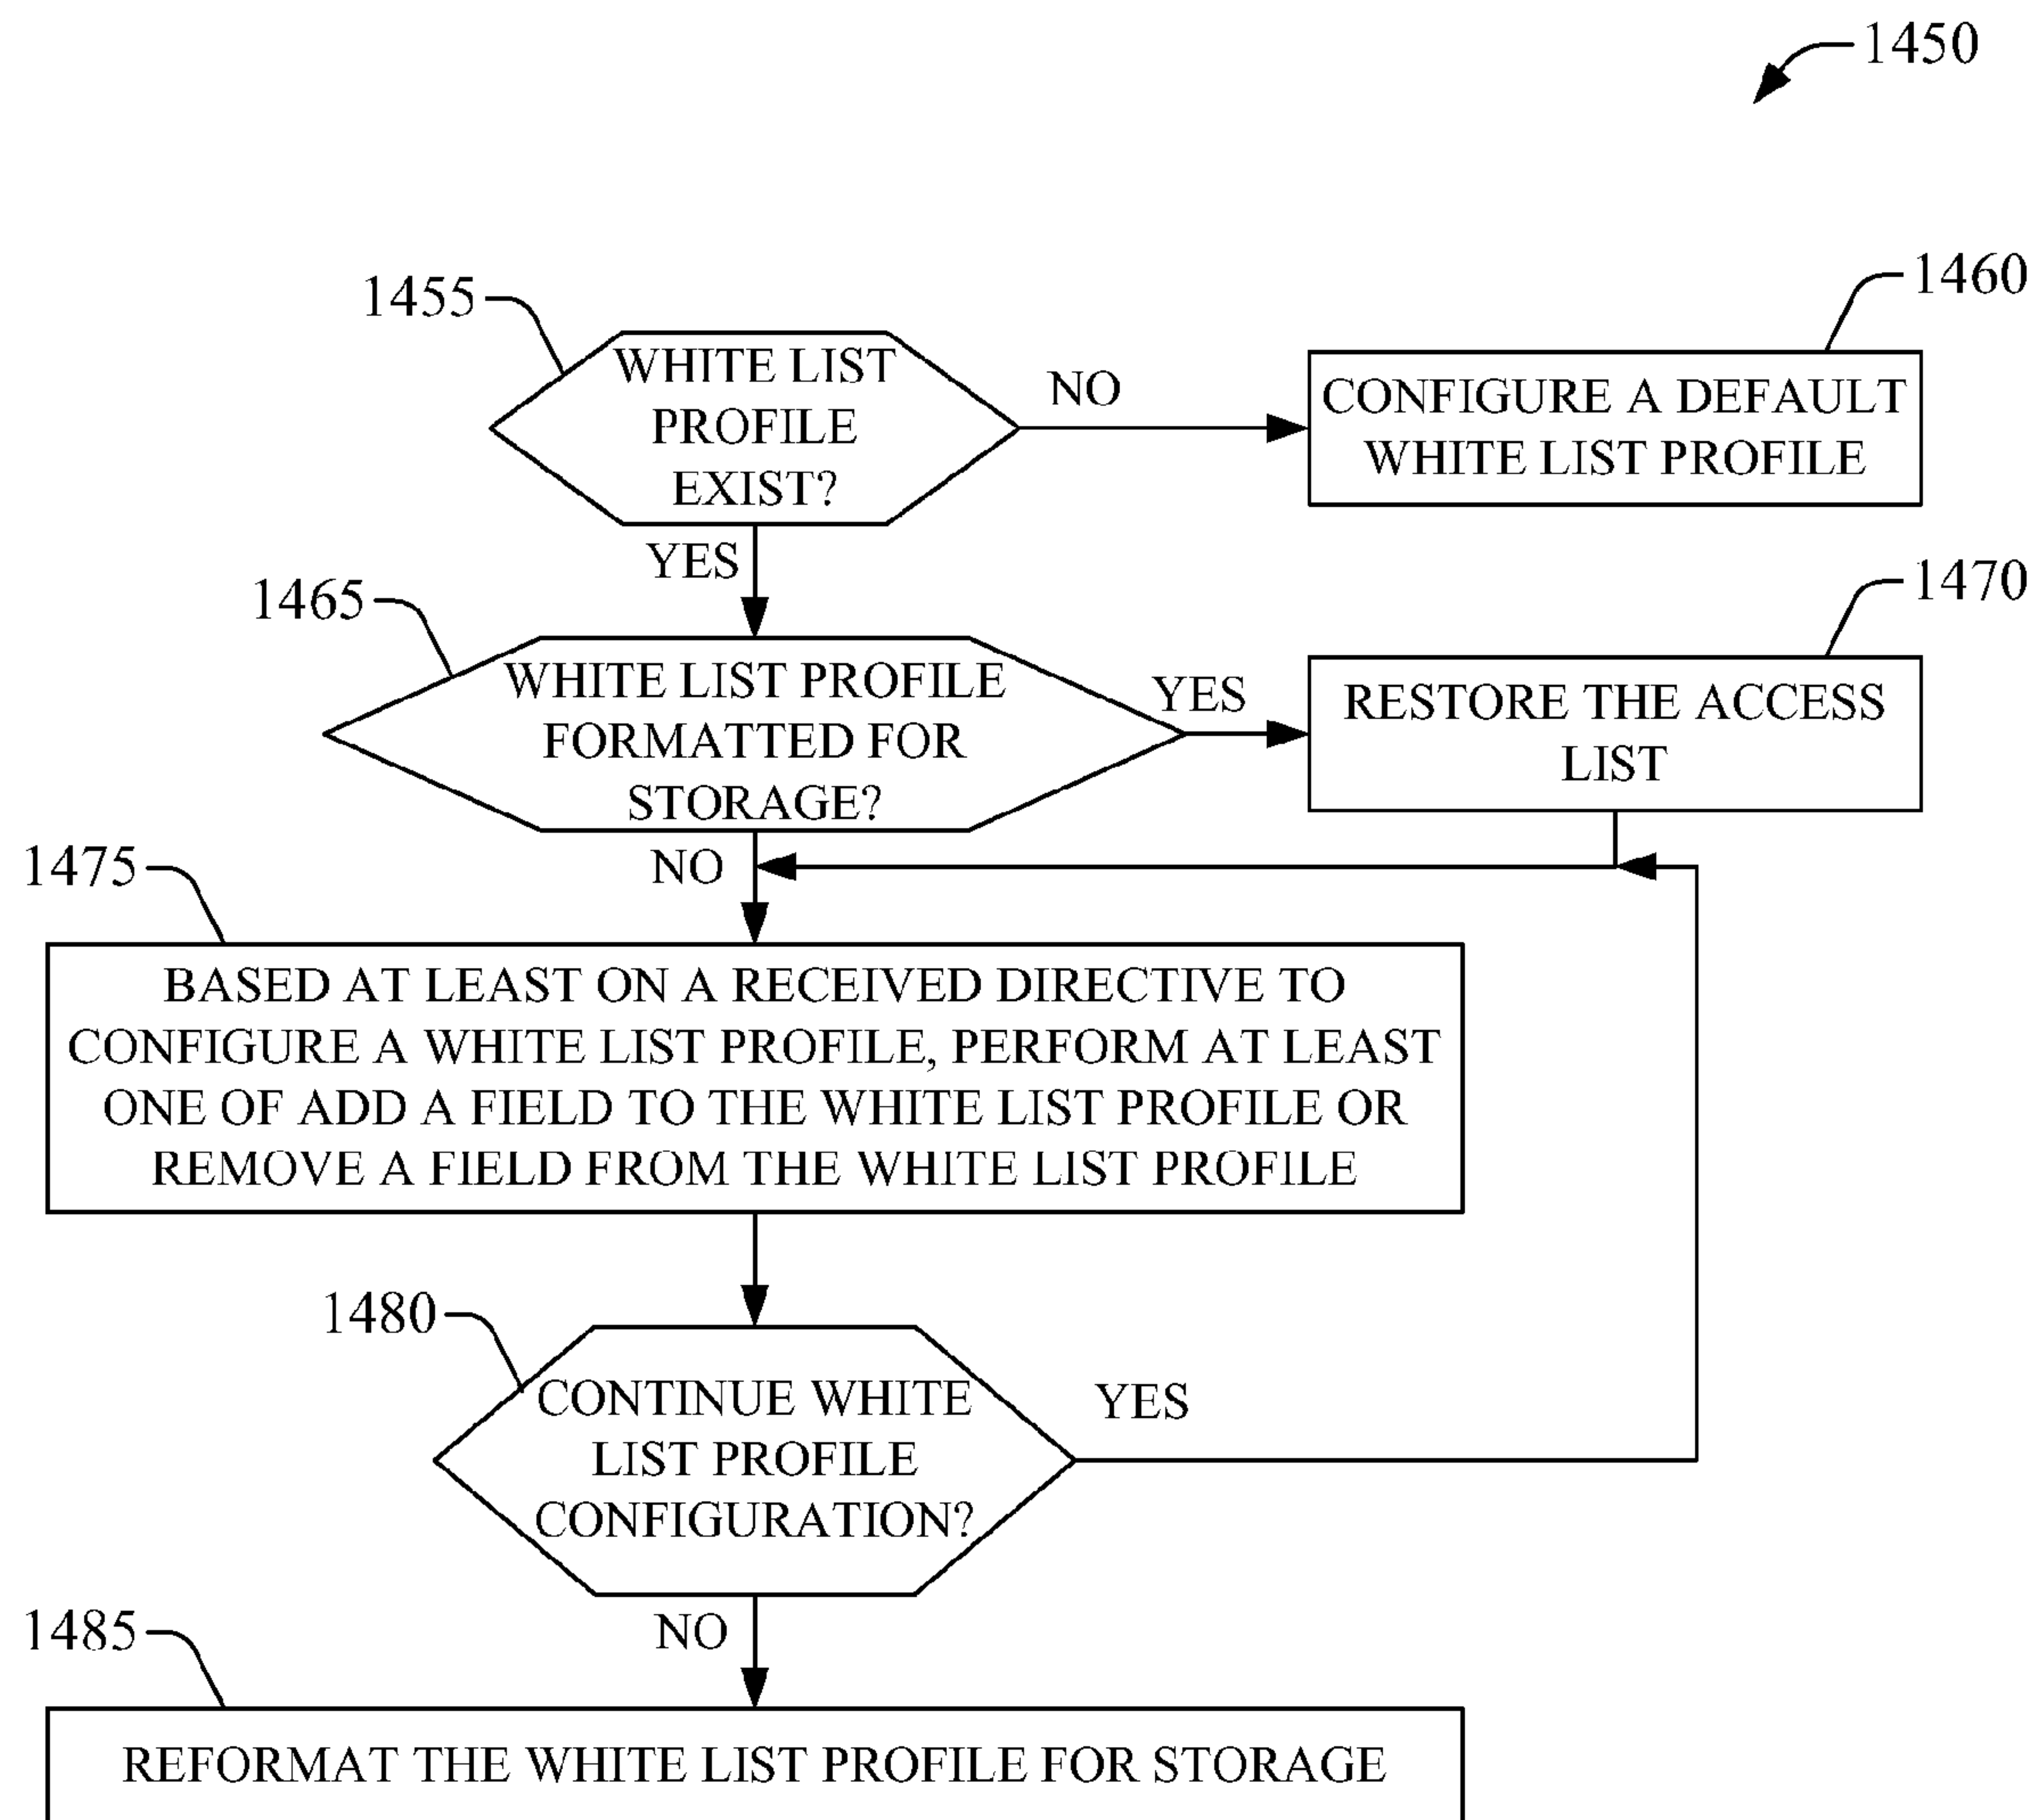 1450
1455
WHITE LIST
PROFILE
EXIST?
NO
1460
CONFIGURE A DEFAULT
WHITE LIST PROFILE
YES
1465
WHITE LIST PROFILE
FORMATTED FOR
STORAGE?
YES
1470
RESTORE THE ACCESS
LIST
NO
1475
BASED AT LEAST ON A RECEIVED DIRECTIVE TO
CONFIGURE A WHITE LIST PROFILE, PERFORM AT LEAST
ONE OF ADD A FIELD TO THE WHITE LIST PROFILE OR
REMOVE A FIELD FROM THE WHITE LIST PROFILE
1480
CONTINUE WHITE
LIST PROFILE
CONFIGURATION?
YES
NO
1485
REFORMAT THE WHITE LIST PROFILE FOR STORAGE